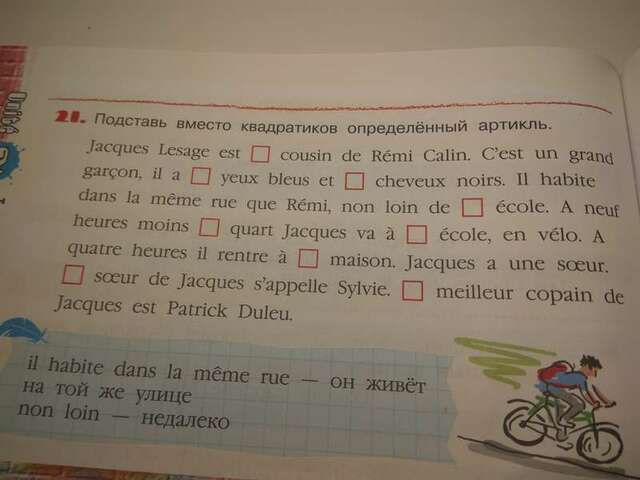 Unité
21. Подставь вместо квадратиков определённый артикль.
Jacques Lesage est □ cousin de Rémi Calin. C'est un grand
garçon, il a □ yeux bleus et □ cheveux noirs. Il habite
dans la même rue que Rémi, non loin de □ école. A neuf
heures moins □ quart Jacques va à □ école, en vélo. A
quatre heures il rentre à □ maison. Jacques a une sœur.
□ sœur de Jacques s'appelle Sylvie. □ meilleur copain de
Jacques est Patrick Duleu.
il habite dans la même rue — он живёт
на той же улице
non loin — недалеко